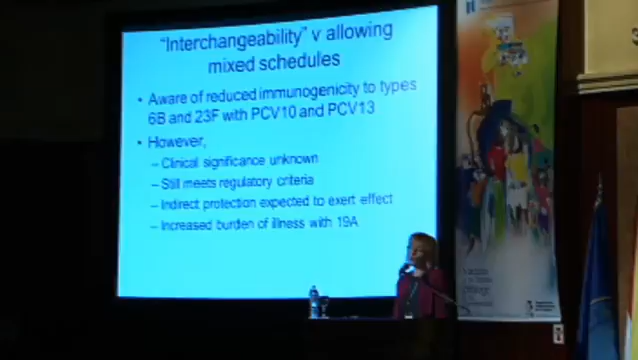 "Interchangeability" v allowing
mixed schedules
• Aware of reduced immunogenicity to types
6B and 23F with PCV10 and PCV13
• However,
– Clinical significance unknown
– Still meets regulatory criteria
– Indirect protection expected to exert effect
– Increased burden of illness with 19A